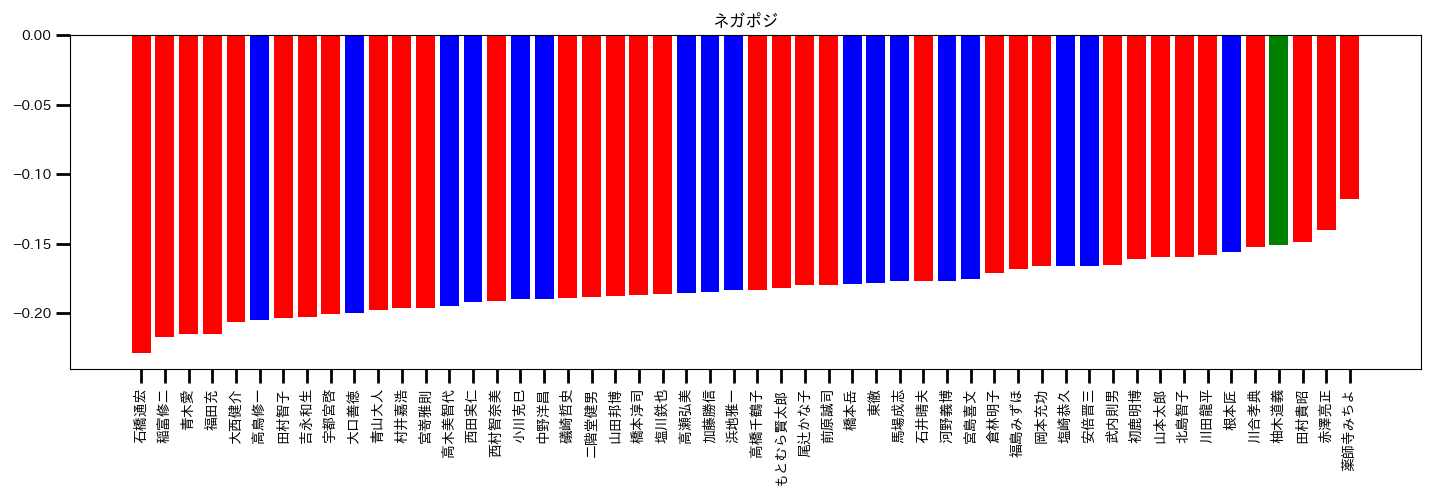 ネガポジ
0.00
−0.05
−0.10
−0.15
−0.20
石橋通宏
稲富修二
青木愛
福田充
大西健介
高鳥修一
田村智子
吉永和生
宇都宮啓
大口善徳
青山大人
村井嘉浩
宮嵜雅則
高木美智代
西田実仁
西村智奈美
小川克巳
中野洋昌
磯崎哲史
二階堂健男
山田邦博
橋本淳司
塩川鉄也
高瀬弘美
加藤勝信
浜地雅一
高橋千鶴子
もとむら賢太郎
尾辻かな子
前原誠司
橋本岳
東徹
馬場成志
石井晴夫
河野義博
宮島喜文
倉林明子
福島みずほ
岡本充功
塩崎恭久
安倍晋三
武内則男
初鹿明博
山本太郎
北島智子
川田龍平
根本匠
川合孝典
柚木道義
田村貴昭
赤澤亮正
薬師寺みちよ